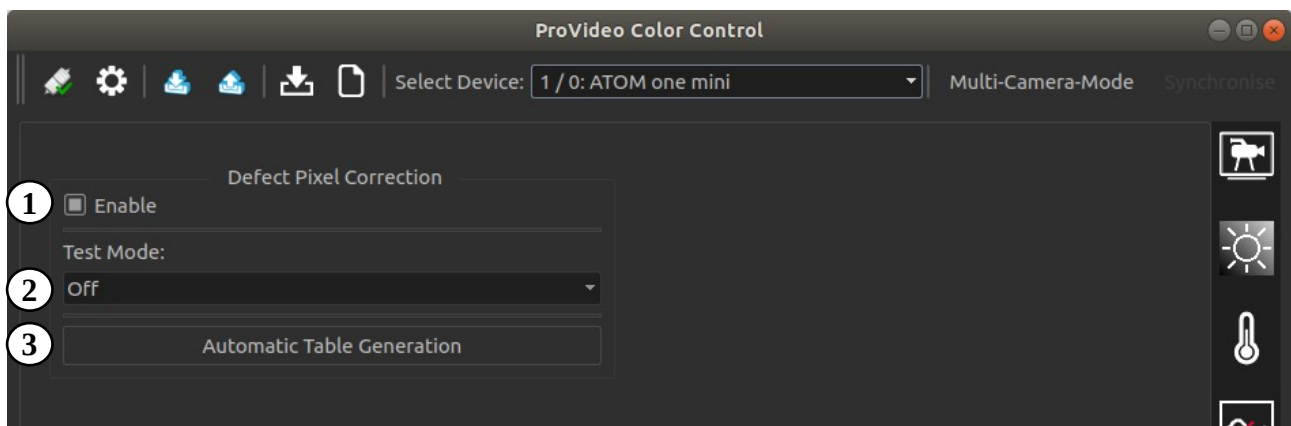 ProVideo Color Control
Select Device: 1 / 0: ATOM one mini Multi-Camera-Mode Synchronise
Defect Pixel Correction
1 Enable
Test Mode:
2 Off
3 Automatic Table Generation